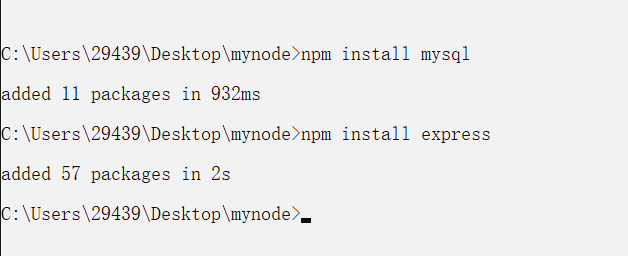 C:\Users\29439\Desktop\mynode>npm install mysql
added 11 packages in 932ms
C:\Users\29439\Desktop\mynode>npm install express
added 57 packages in 2s
C:\Users\29439\Desktop\mynode>